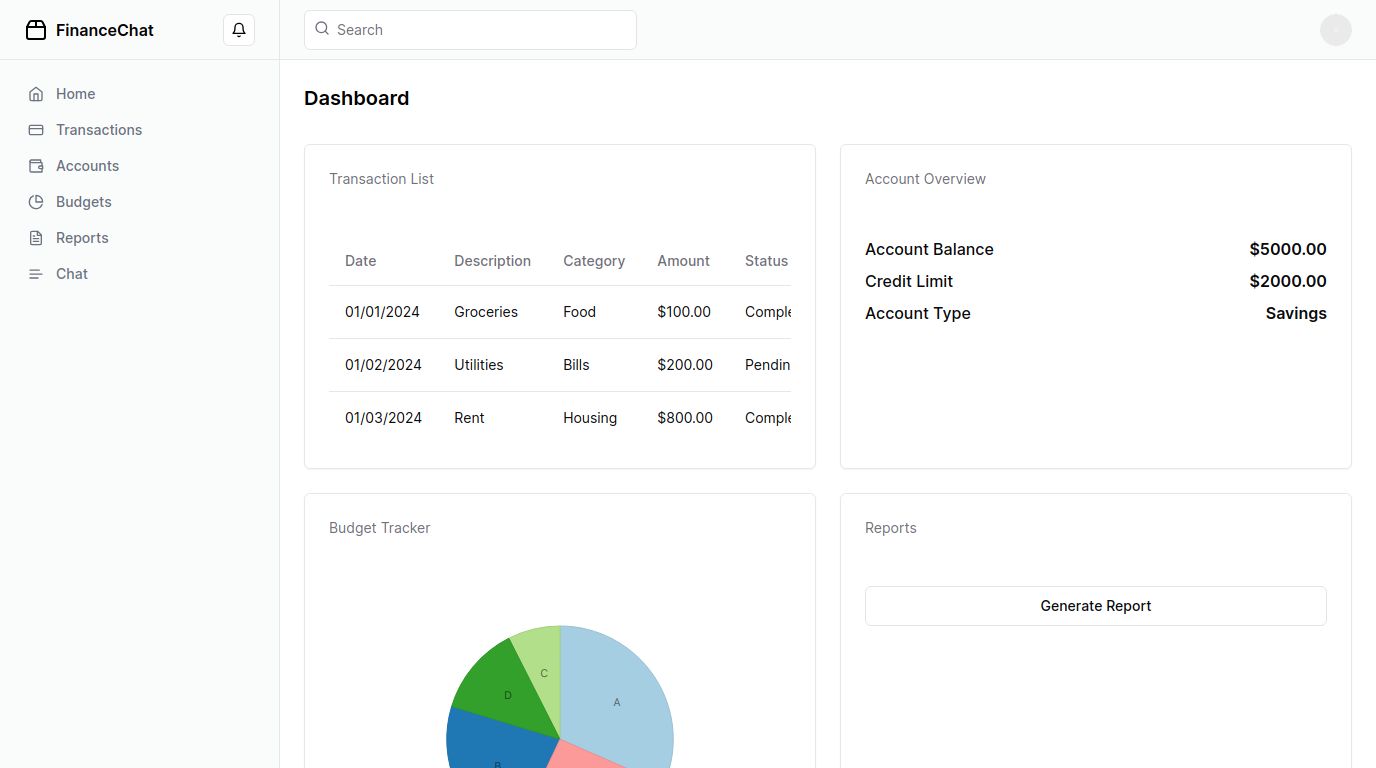 FinanceChat
Search
Home
Transactions
Accounts
Budgets
Reports
Chat
Dashboard
Transaction List
Date Description Category Amount Status
01/01/2024 Groceries Food $100.00 Comple
01/02/2024 Utilities Bills $200.00 Pendin
01/03/2024 Rent Housing $800.00 Comple
Account Overview
Account Balance $5000.00
Credit Limit $2000.00
Account Type Savings
Budget Tracker
C
D
A
B
Reports
Generate Report